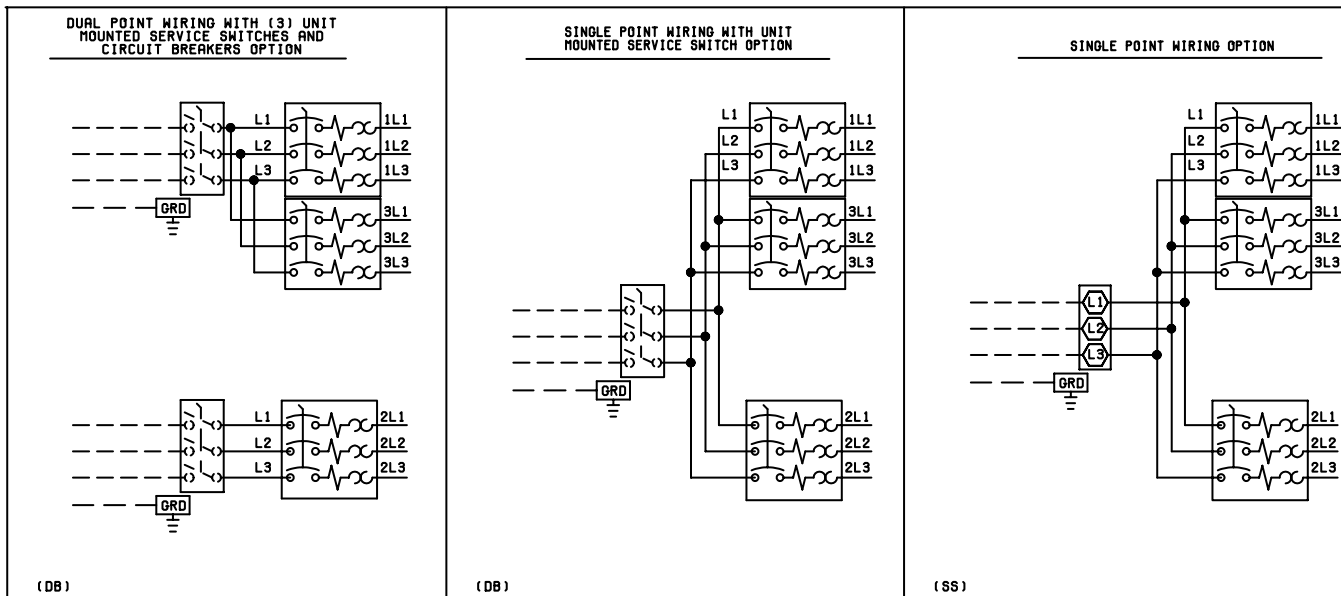 DUAL POINT WIRING WITH (3) UNIT
MOUNTED SERVICE SWITCHES AND
CIRCUIT BREAKERS OPTION
L1
1L1
L2
1L2
L3
1L3
GRD
3L1
3L2
3L3
L1
2L1
L2
2L2
L3
2L3
GRD
(DB)
SINGLE POINT WIRING WITH UNIT
MOUNTED SERVICE SWITCH OPTION
L1
1L1
L2
1L2
L3
1L3
3L1
3L2
3L3
GRD
2L1
2L2
2L3
(DB)
SINGLE POINT WIRING OPTION
L1
1L1
L2
1L2
L3
1L3
3L1
3L2
3L3
L1
L2
L3
GRD
2L1
2L2
2L3
(SS)